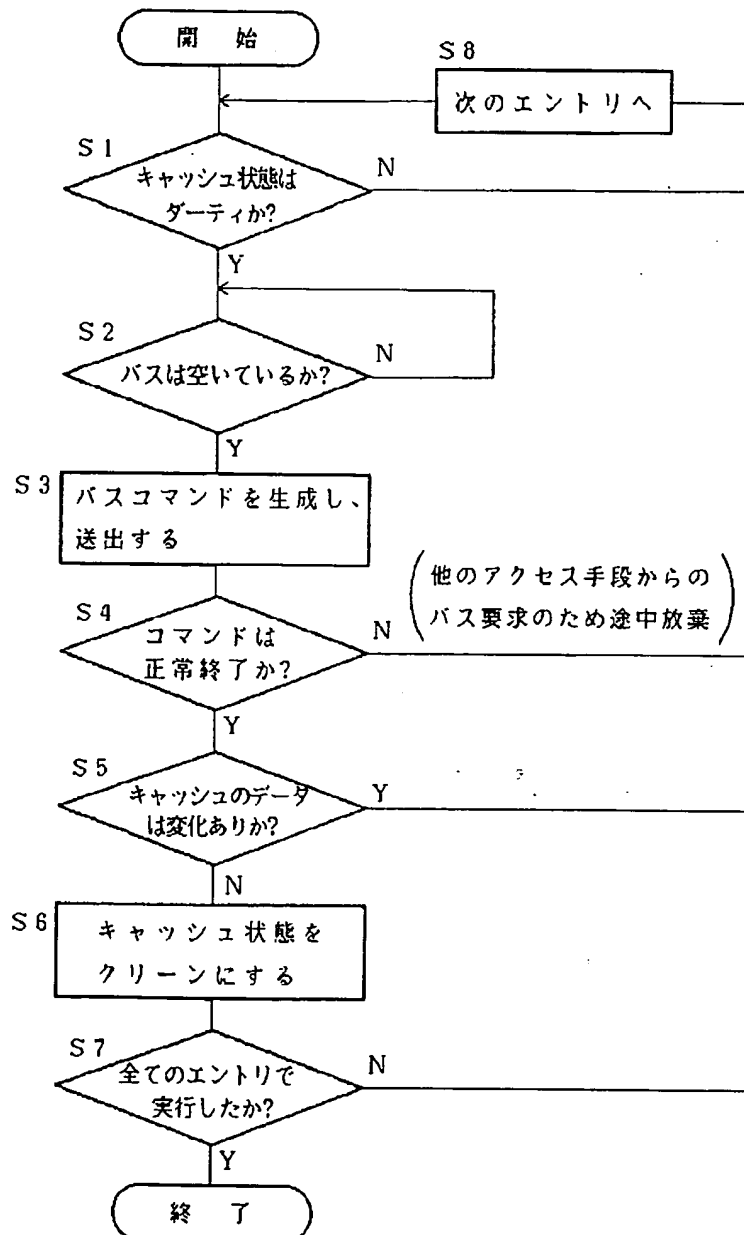 開始
S8
次のエントリへ
S1
キャッシュ状態は
ダーティか?
N
Y
S2
バスは空いているか?
N
Y
S3
バスコマンドを生成し、
送出する
(他のアクセス手段からの
バス要求のため途中放棄)
S4
コマンドは
正常終了か?
N
Y
S5
キャッシュのデータ
は変化ありか?
Y
N
S6
キャッシュ状態を
クリーンにする
S7
全てのエントリで
実行したか?
N
Y
終了